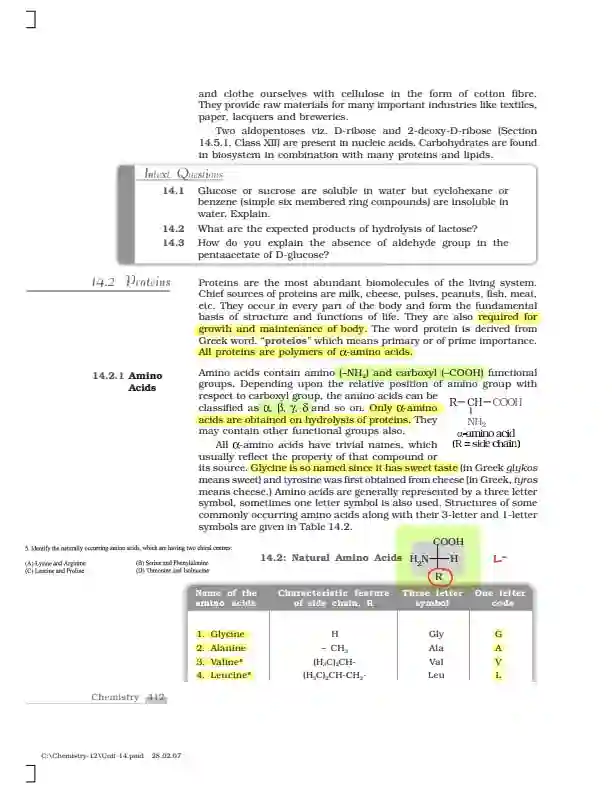 and clothe ourselves with cellulose in the form of cotton fibre.
They provide raw materials for many important industries like textiles,
paper, lacquers and breweries.
Two aldopentoses viz. D-ribose and 2-deoxy-D-ribose (Section
14.5.1, Class XII) are present in nucleic acids. Carbohydrates are found
in biosystem in combination with many proteins and lipids.
Intext Questions
14.1 Glucose or sucrose are soluble in water but cyclohexane or
benzene (simple six membered ring compounds) are insoluble in
water. Explain.
14.2 What are the expected products of hydrolysis of lactose?
14.3 How do you explain the absence of aldehyde group in the
pentaacetate of D-glucose?
14.2 Proteins
Proteins are the most abundant biomolecules of the living system.
Chief sources of proteins are milk, cheese, pulses, peanuts, fish, meat,
etc. They occur in every part of the body and form the fundamental
basis of structure and functions of life. They are also required for
growth and maintenance of body. The word protein is derived from
Greek word, “proteios” which means primary or of prime importance.
All proteins are polymers of α-amino acids.
14.2.1 Amino
Acids
Amino acids contain amino (–NH₂) and carboxyl (–COOH) functional
groups. Depending upon the relative position of amino group with
respect to carboxyl group, the amino acids can be
classified as α, β, γ, δ and so on. Only α-amino
acids are obtained on hydrolysis of proteins. They
may contain other functional groups also.
R–CH–COOH
NH₂
α-amino acid
(R = side chain)
All α-amino acids have trivial names, which
usually reflect the property of that compound or
its source. Glycine is so named since it has sweet taste (in Greek glykos
means sweet) and tyrosine was first obtained from cheese (in Greek, tyros
means cheese.) Amino acids are generally represented by a three letter
symbol, sometimes one letter symbol is also used. Structures of some
commonly occurring amino acids along with their 3-letter and 1-letter
symbols are given in Table 14.2.
5. Identify the naturally occurring amino acids, which are having two chiral centres:
(A) Lysine and Arginine (B) Serine and Phenylalanine
(C) Leucine and Proline (D) Threonine and Isoleucine
14.2: Natural Amino Acids
COOH
H₂N H
R
L-
Name of the amino acids Characteristic feature of side chain, R Three letter symbol One letter code
1. Glycine H Gly G
2. Alanine – CH₃ Ala A
3. Valine* (H₃C)₂CH- Val V
4. Leucine* (H₃C)₂CH-CH₂- Leu L
Chemistry 412
C:\Chemistry-12\Unit-14.pmd 28.02.07